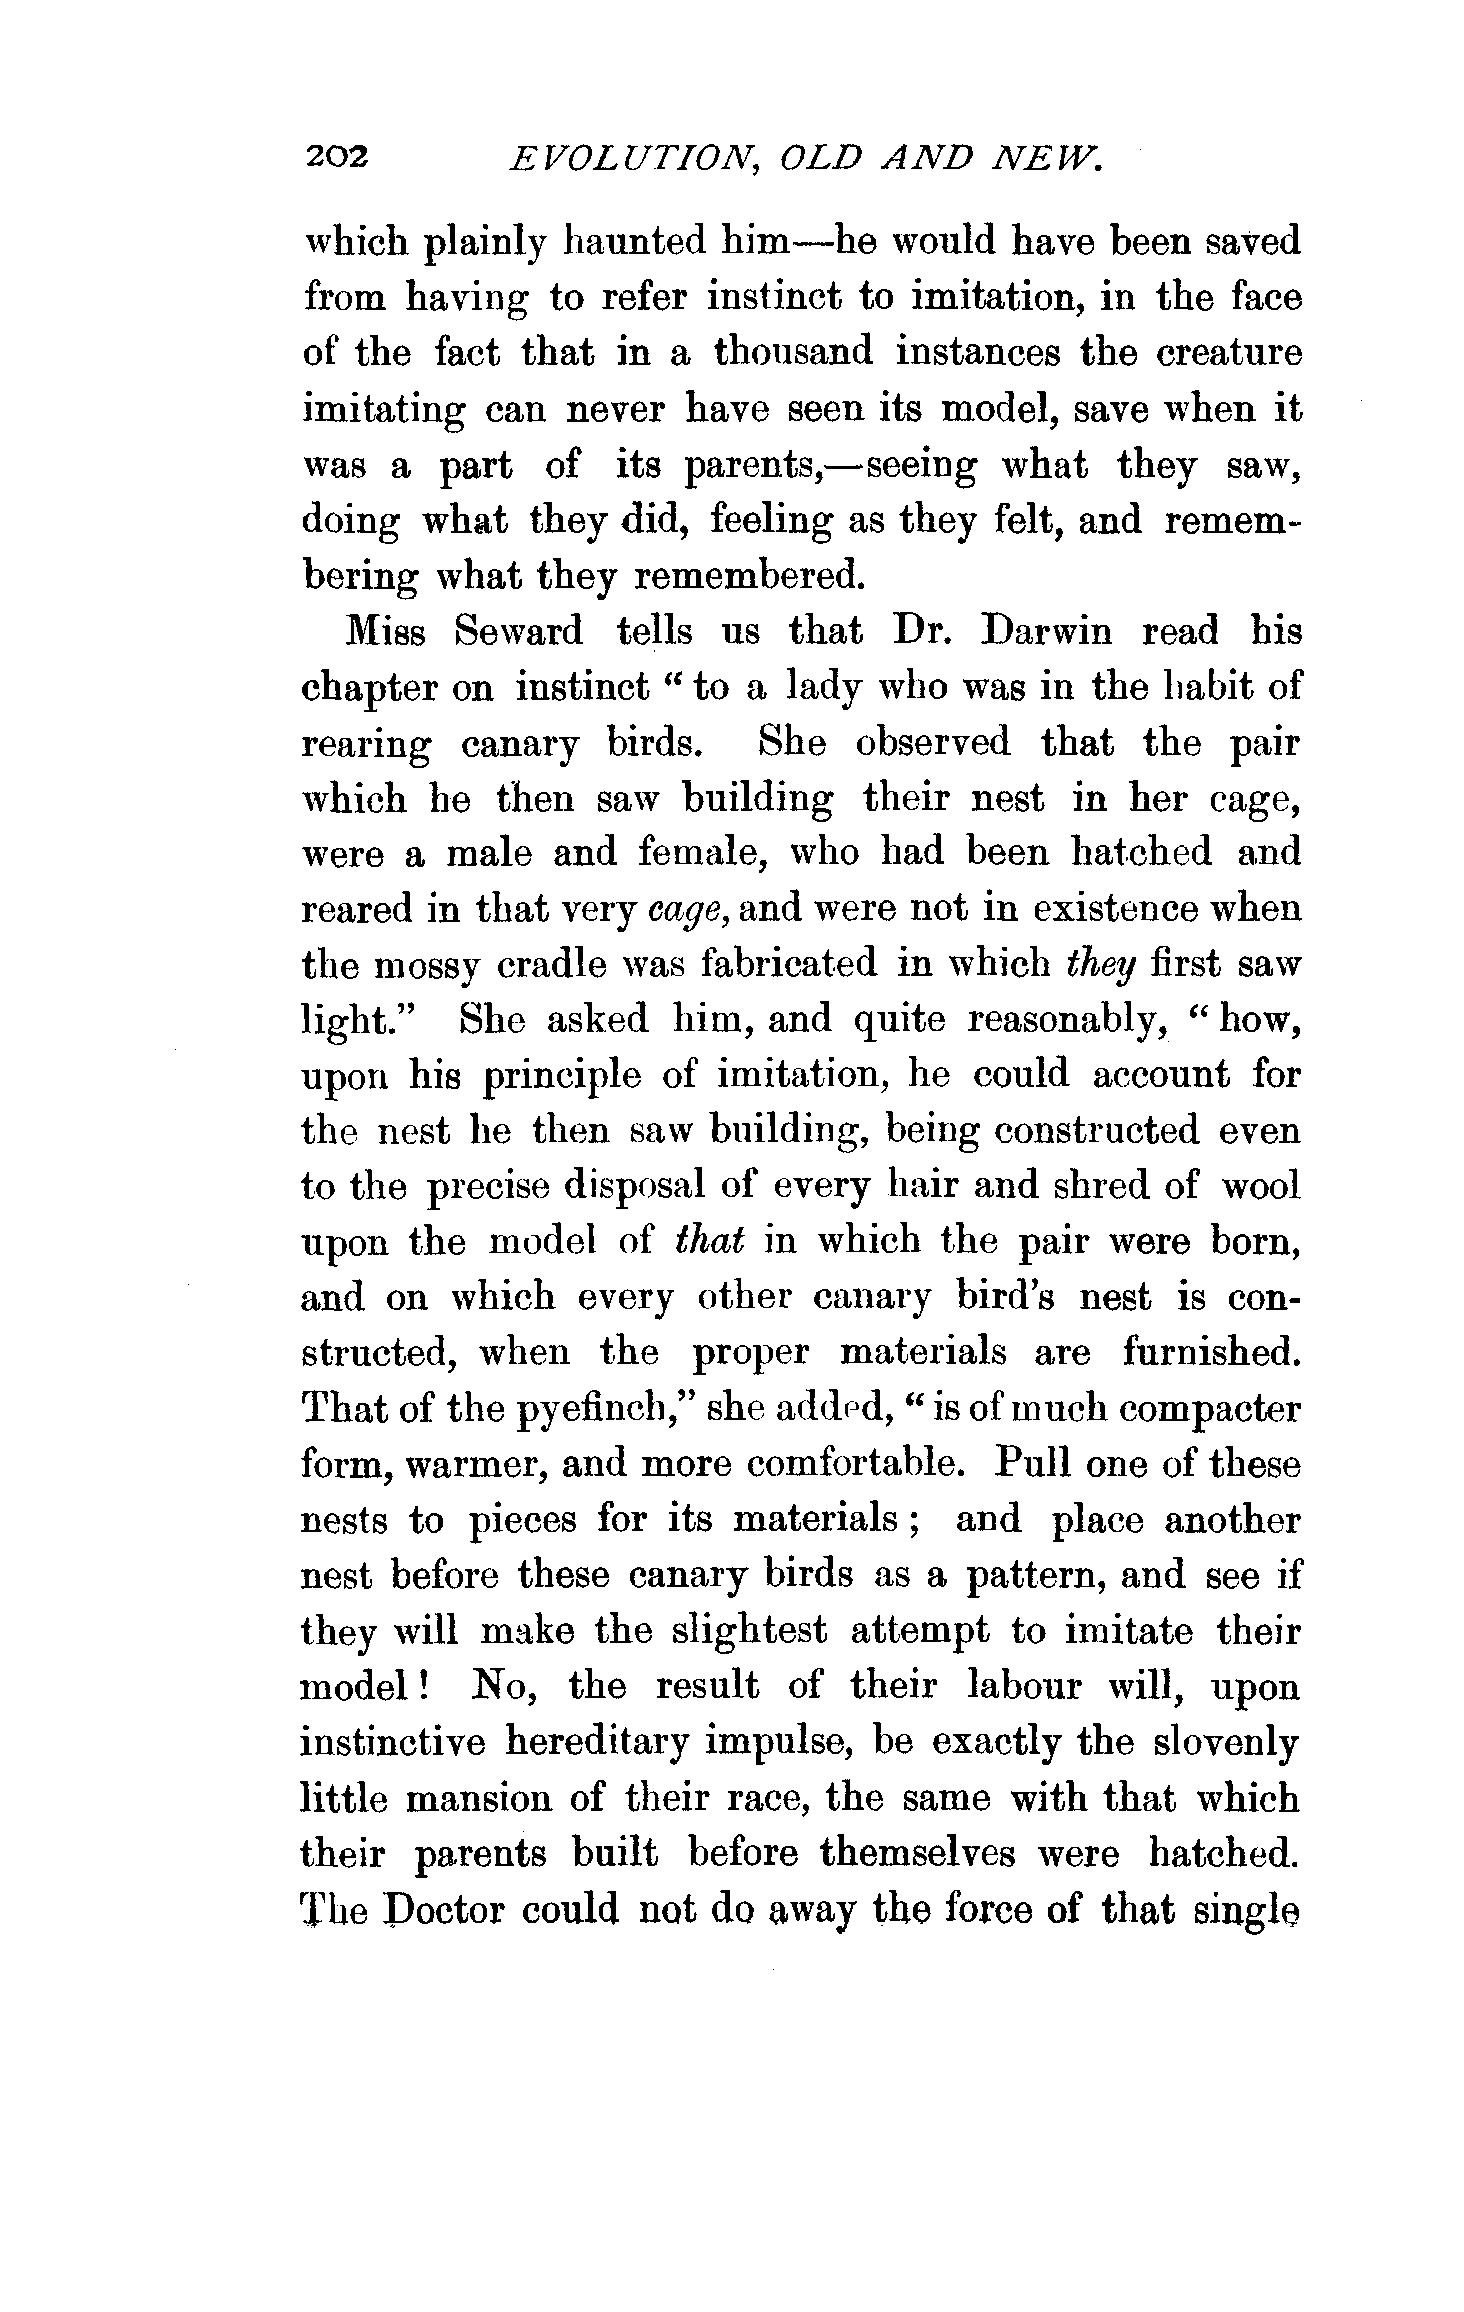 202 EVOLUTION, OLD AND NEW.
which plainly haunted him—he would have been saved
from having to refer instinct to imitation, in the face
of the fact that in a thousand instances the creature
imitating can never have seen its model, save when it
was a part of its parents,—seeing what they saw,
doing what they did, feeling as they felt, and remem-
bering what they remembered.
Miss Seward tells us that Dr. Darwin read his
chapter on instinct “ to a lady who was in the habit of
rearing canary birds. She observed that the pair
which he then saw building their nest in her cage,
were a male and female, who had been hatched and
reared in that very cage, and were not in existence when
the mossy cradle was fabricated in which they first saw
light.” She asked him, and quite reasonably, “ how,
upon his principle of imitation, he could account for
the nest he then saw building, being constructed even
to the precise disposal of every hair and shred of wool
upon the model of that in which the pair were born,
and on which every other canary bird’s nest is con-
structed, when the proper materials are furnished.
That of the pyefinch,” she added, “ is of much compacter
form, warmer, and more comfortable. Pull one of these
nests to pieces for its materials ; and place another
nest before these canary birds as a pattern, and see if
they will make the slightest attempt to imitate their
model ! No, the result of their labour will, upon
instinctive hereditary impulse, be exactly the slovenly
little mansion of their race, the same with that which
their parents built before themselves were hatched.
The Doctor could not do away the force of that single